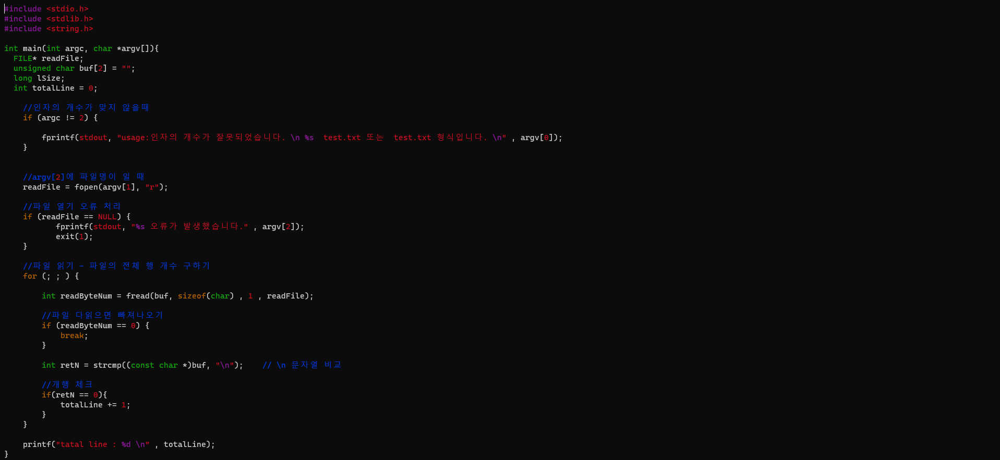 #include <stdio.h>
#include <stdlib.h>
#include <string.h>
int main(int argc, char *argv[]){
FILE* readFile;
unsigned char buf[2] = "";
long lSize;
int totalLine = 0;
//인자의 개수가 맞지 않을때
if (argc != 2) {
fprintf(stdout, "usage:인자의 개수가 잘못되었습니다. \n %s  test.txt 또는  test.txt 형식입니다. \n" , argv[0]);
}
//argv[2]에 파일명이 일 때
readFile = fopen(argv[1], "r");
//파일 열기 오류 처리
if (readFile == NULL) {
fprintf(stdout, "%s 오류가 발생했습니다." , argv[2]);
exit(1);
}
//파일 읽기 - 파일의 전체 행 개수 구하기
for (; ; ) {
int readByteNum = fread(buf, sizeof(char) , 1 , readFile);
//파일 다읽으면 빠져나오기
if (readByteNum == 0) {
break;
}
int retN = strcmp((const char *)buf, "\n");    // \n 문자열 비교
//개행 체크
if(retN == 0){
totalLine += 1;
}
}
printf("tatal line : %d \n" , totalLine);
}